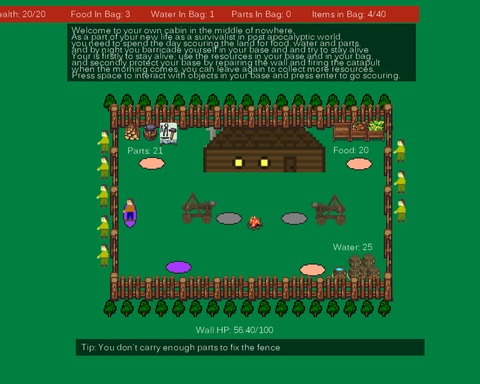 ealth: 20/20 Food In Bag: 3 Water In Bag: 1 Parts In Bag: 0 Items in Bag: 4/40
Welcome to your own cabin in the middle of nowhere.
As a part of your new life as a survivalist in post apocalyptic world,
you need to spend the day scouring the land for food, water and parts.
and by night you barricade yourself in your base and and try to stay alive
Your is firstly to stay alive, use the resources in your base and in your bag,
and secondly protect your base by repairing the wall and firing the catapult
when the morning comes, you can leave again to collect more resources.
Press space to interact with objects in your base and press enter to go scouring.
Parts: 21
Food: 20
Water: 25
Wall HP: 56.40/100
Tip: You don't carry enough parts to fix the fence